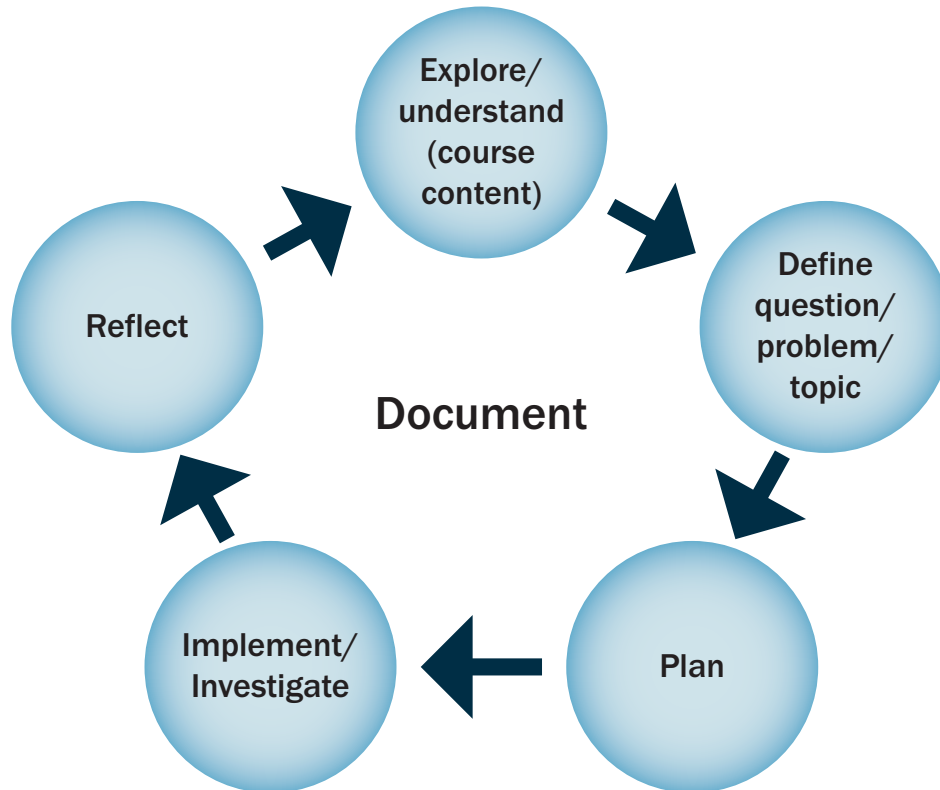 Explore/
understand
(course
content)
Define
question/
problem/
topic
Plan
Implement/
Investigate
Reflect
Document